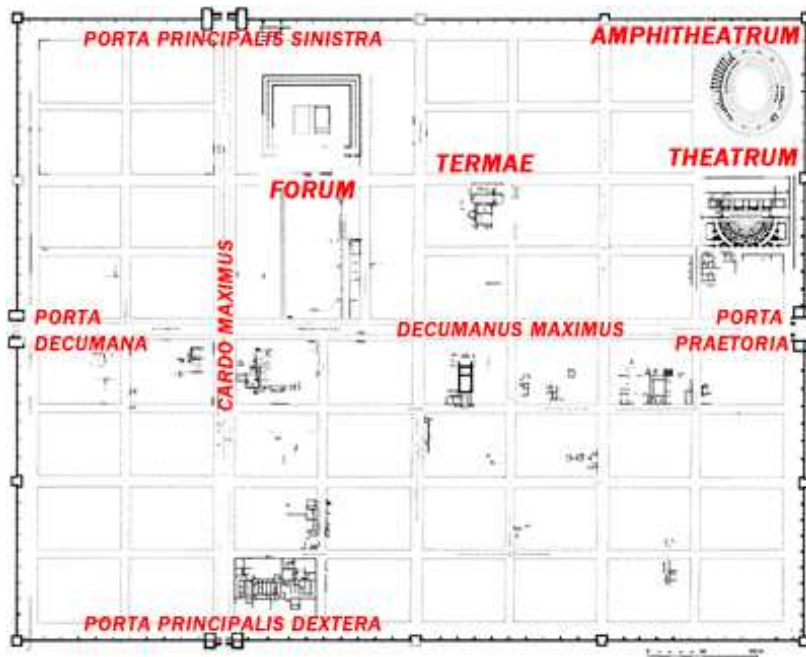 PORTA PRINCIPALIS SINISTRA
AMPHITHEATRUM
TERMAE
THEATRUM
FORUM
CARDO MAXIMUS
PORTA
DECUMANA
DECUMANUS MAXIMUS
PORTA
PRAETORIA
PORTA PRINCIPALIS DEXTERA